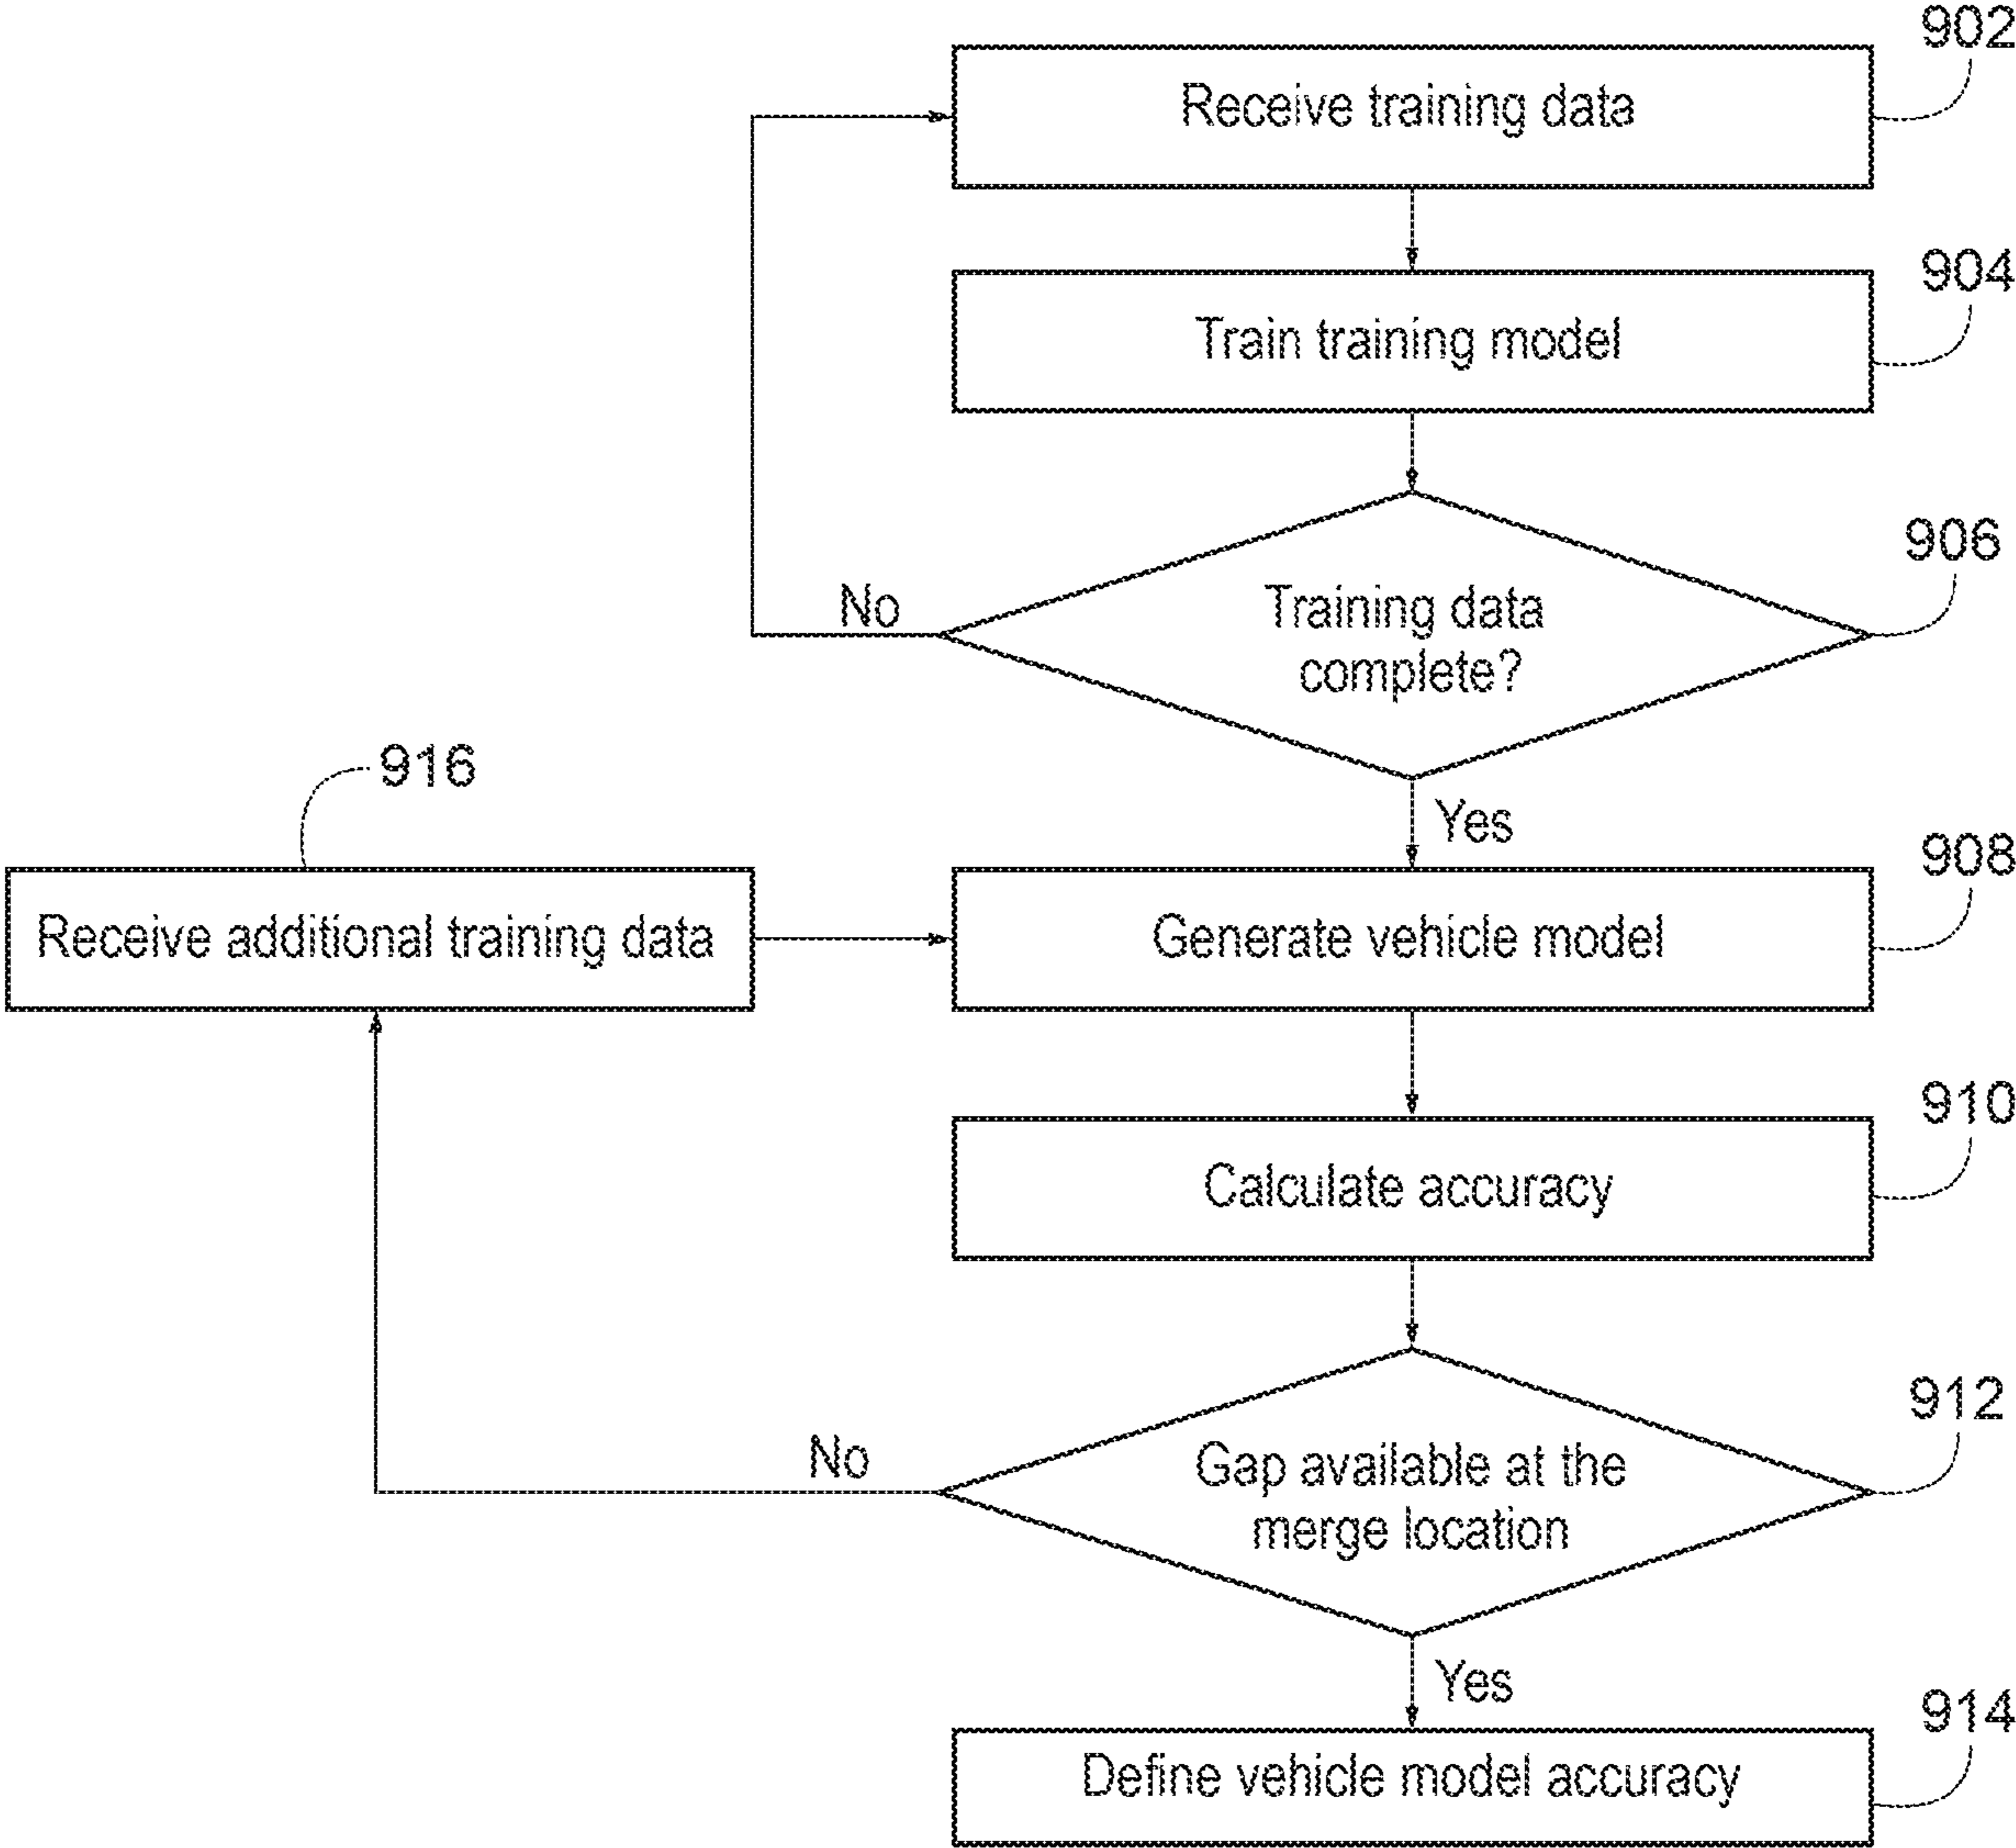 902
Receive training data
904
Train training model
906
Training data
complete?
No
Yes
916
Receive additional training data
908
Generate vehicle model
910
Calculate accuracy
912
Gap available at the
merge location
No
Yes
914
Define vehicle model accuracy